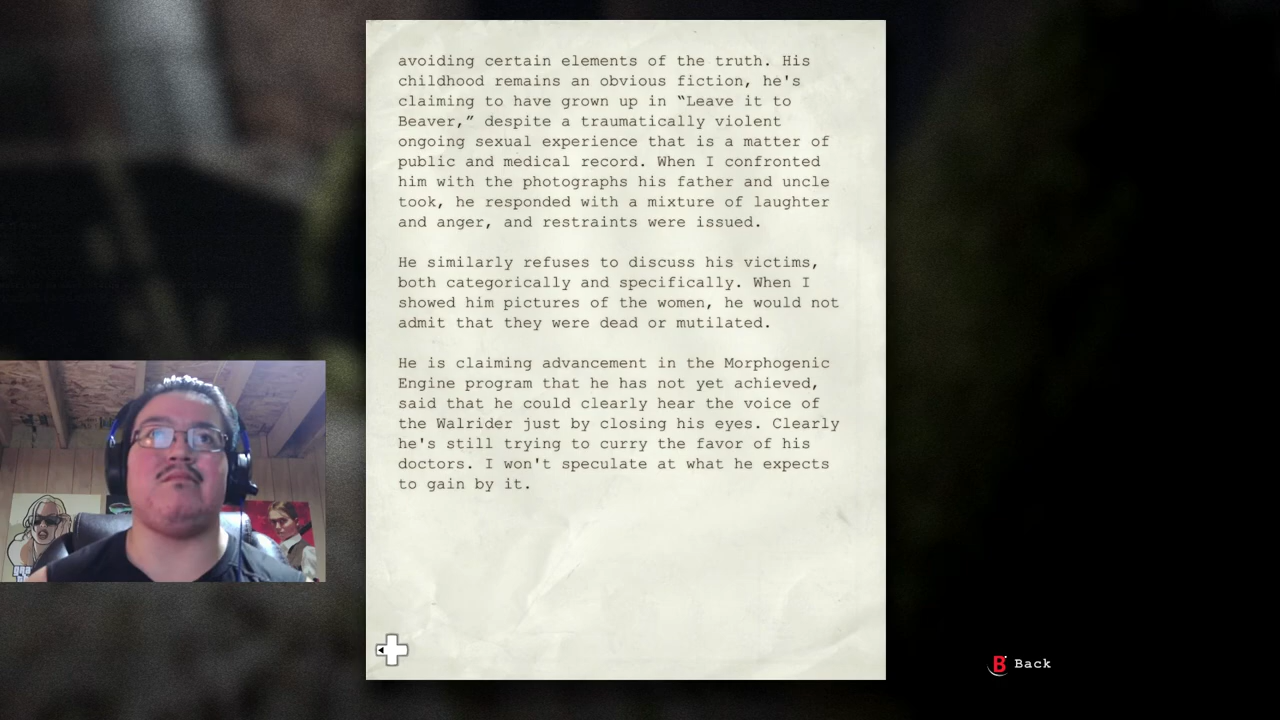 avoiding certain elements of the truth. His
childhood remains an obvious fiction, he's
claiming to have grown up in “Leave it to
Beaver,” despite a traumatically violent
ongoing sexual experience that is a matter of
public and medical record. When I confronted
him with the photographs his father and uncle
took, he responded with a mixture of laughter
and anger, and restraints were issued.
He similarly refuses to discuss his victims,
both categorically and specifically. When I
showed him pictures of the women, he would not
admit that they were dead or mutilated.
He is claiming advancement in the Morphogenic
Engine program that he has not yet achieved,
said that he could clearly hear the voice of
the Walrider just by closing his eyes. Clearly
he's still trying to curry the favor of his
doctors. I won't speculate at what he expects
to gain by it.
B Back